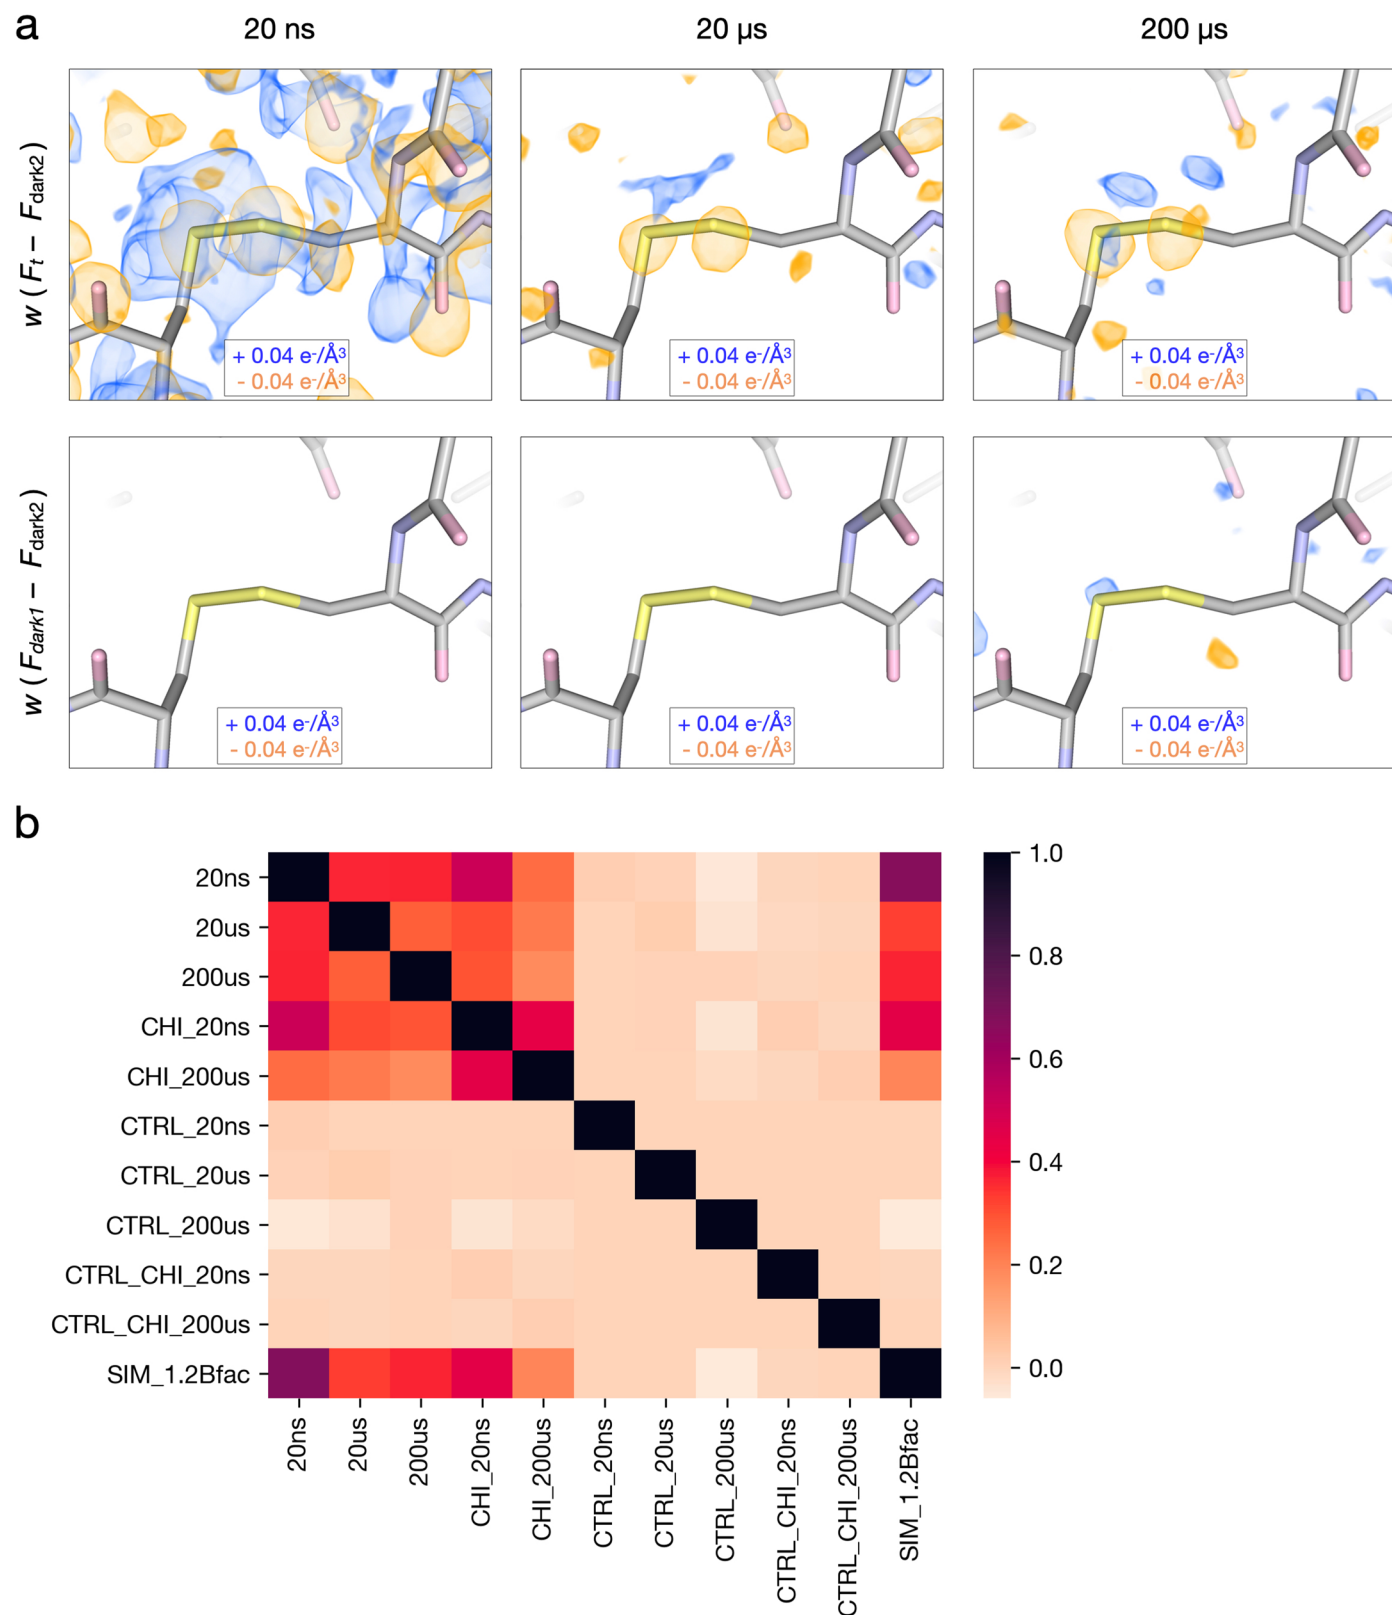 a
20 ns
20 µs
200 µs
w ( Ft – Fdark2)
+ 0.04 e-/Å3
- 0.04 e-/Å3
+ 0.04 e-/Å3
- 0.04 e-/Å3
+ 0.04 e-/Å3
- 0.04 e-/Å3
w ( Fdark1 – Fdark2)
+ 0.04 e-/Å3
- 0.04 e-/Å3
+ 0.04 e-/Å3
- 0.04 e-/Å3
+ 0.04 e-/Å3
- 0.04 e-/Å3
b
20ns
20us
200us
CHI_20ns
CHI_200us
CTRL_20ns
CTRL_20us
CTRL_200us
CTRL_CHI_20ns
CTRL_CHI_200us
SIM_1.2Bfac
20ns
20us
200us
CHI_20ns
CHI_200us
CTRL_20ns
CTRL_20us
CTRL_200us
CTRL_CHI_20ns
CTRL_CHI_200us
SIM_1.2Bfac
1.0
0.8
0.6
0.4
0.2
0.0